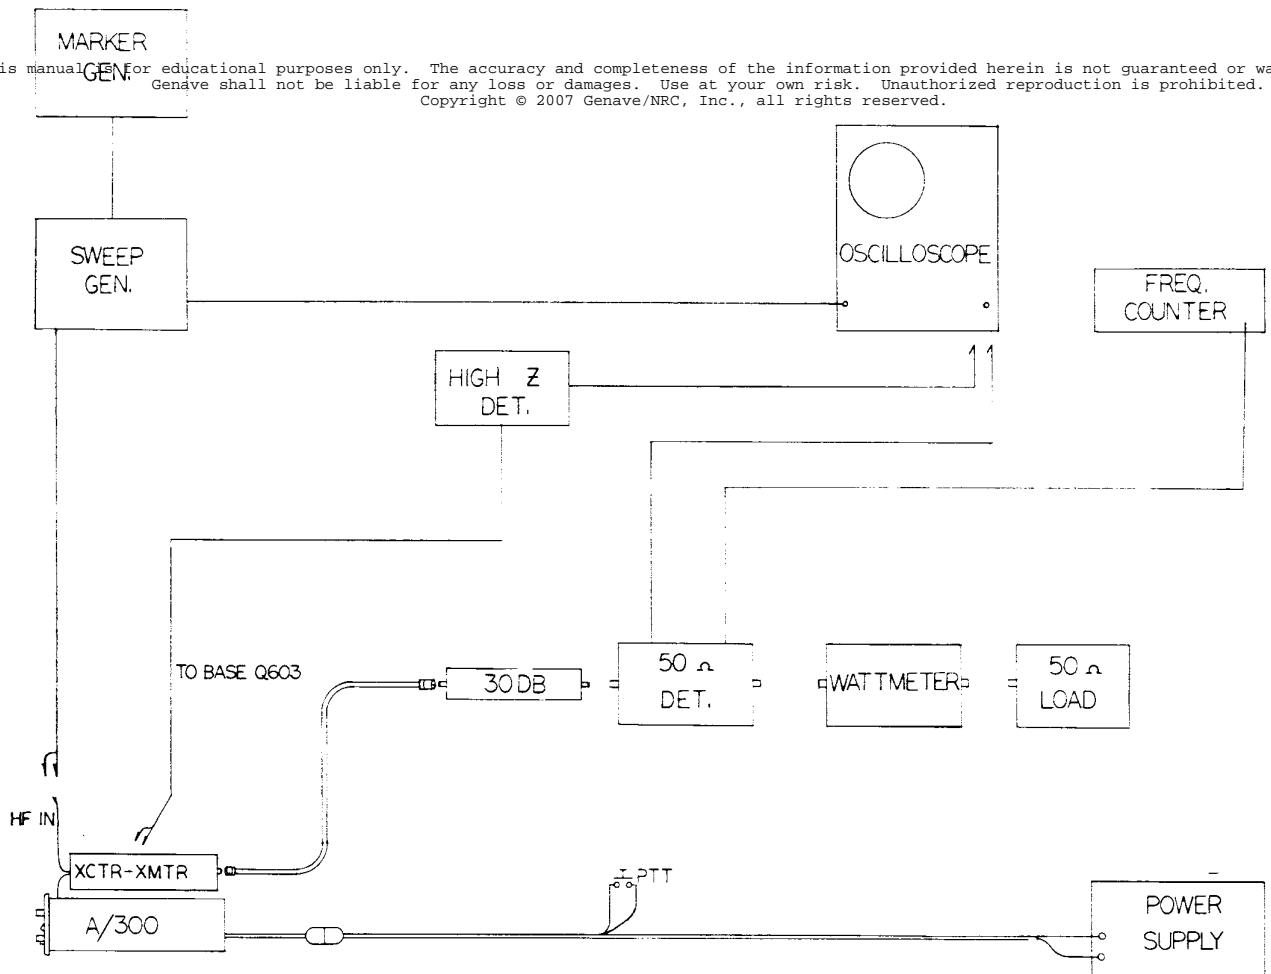 MARKER
GEN.
is manual is for educational purposes only. The accuracy and completeness of the information provided herein is not guaranteed or wa
Genave shall not be liable for any loss or damages. Use at your own risk. Unauthorized reproduction is prohibited.
Copyright © 2007 Genave/NRC, Inc., all rights reserved.
SWEEP
GEN.
OSCILLOSCOPE
FREQ.
COUNTER
HIGH Z
DET.
TO BASE Q603
30 DB
50 Ω
DET.
WATTMETER
50 Ω
LOAD
HF IN
XCTR-XMTR
PTT
A/300
POWER
SUPPLY